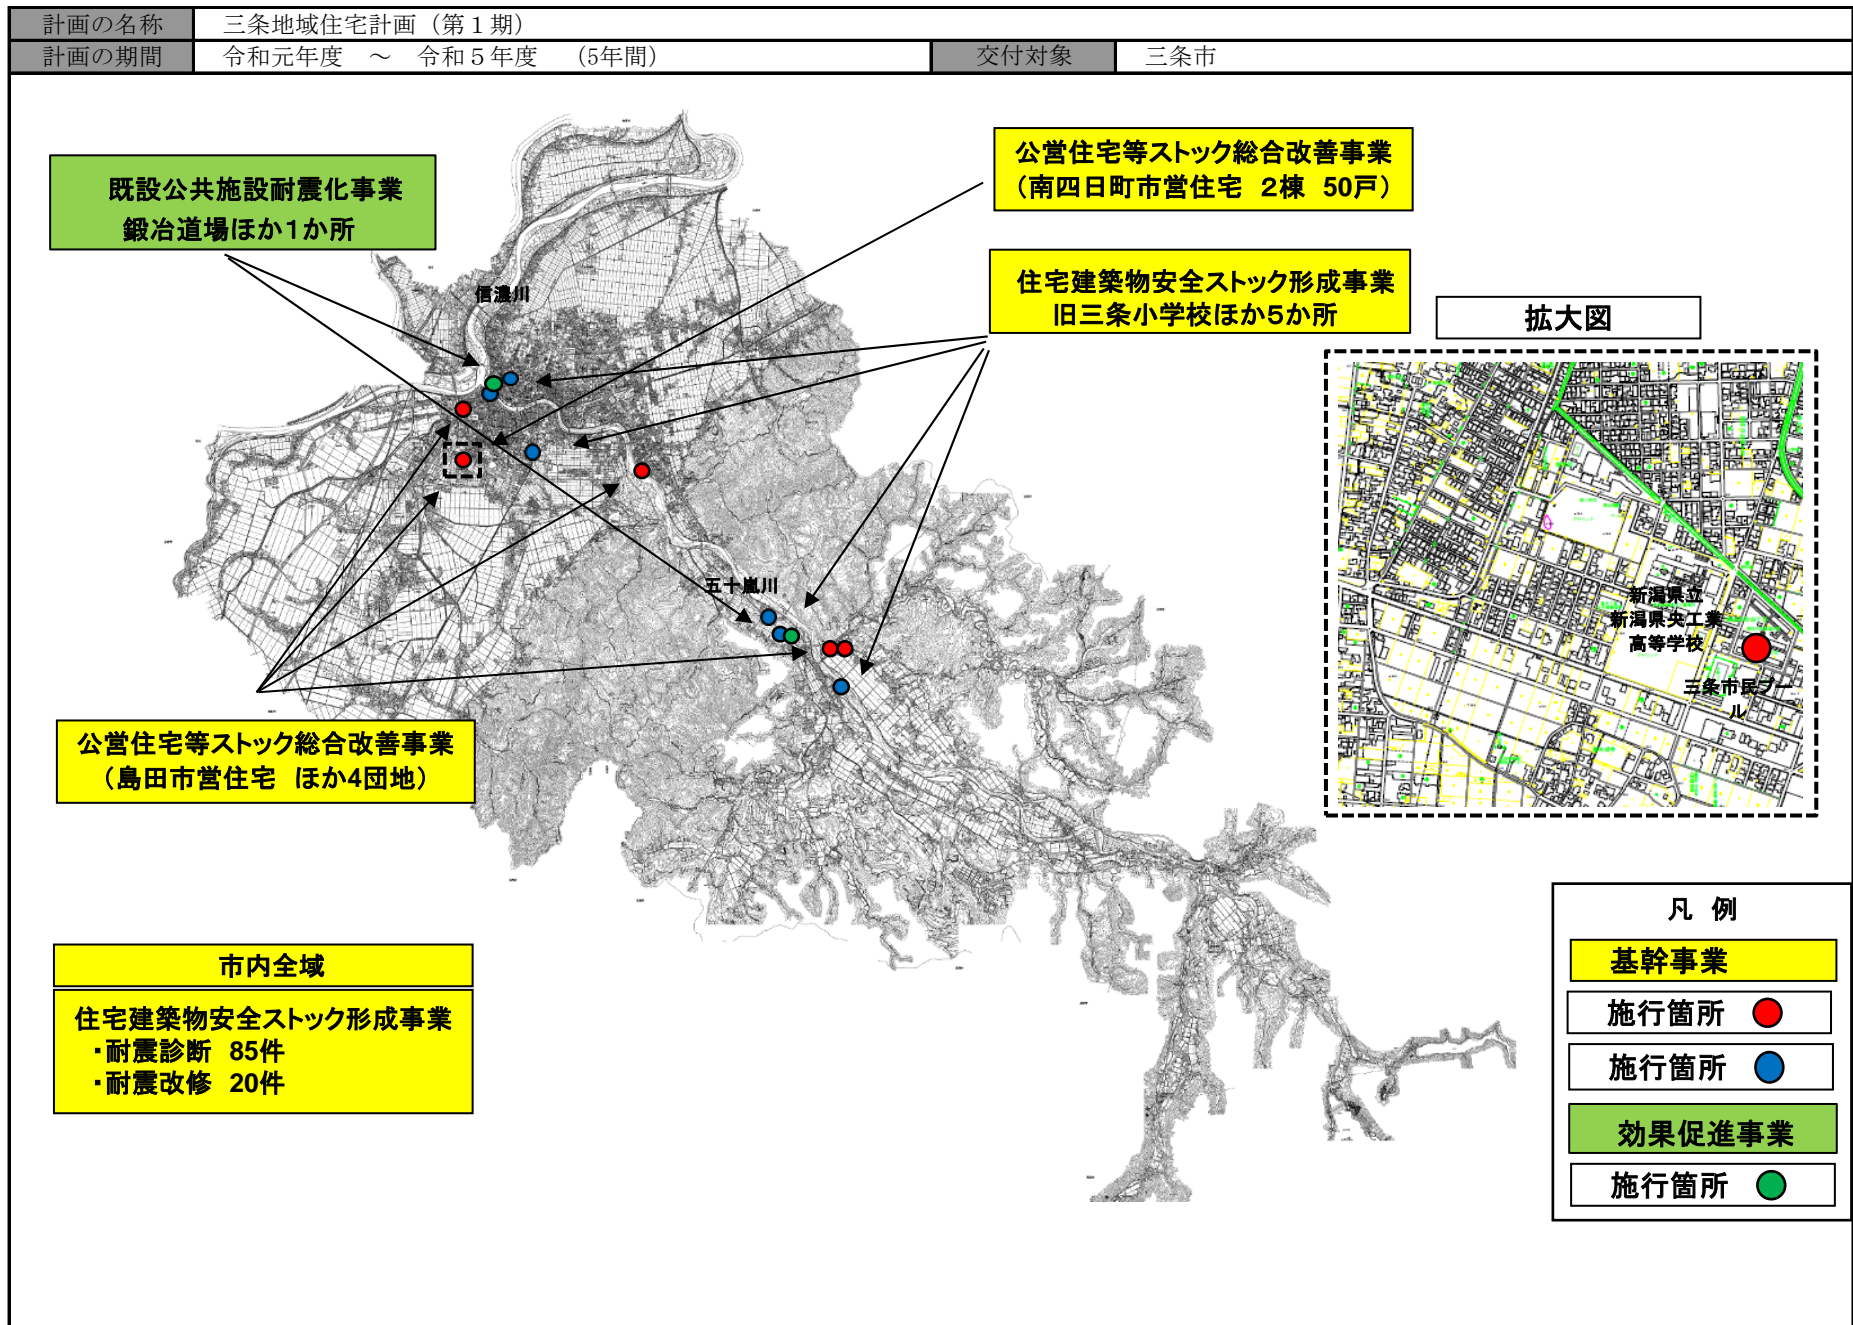 計画の名称 三条地域住宅計画（第１期）
計画の期間 令和元年度 ～ 令和５年度 （5年間） 交付対象 三条市
既設公共施設耐震化事業
鍛冶道場ほか１か所
公営住宅等ストック総合改善事業
（南四日町市営住宅 ２棟 50戸）
住宅建築物安全ストック形成事業
旧三条小学校ほか５か所
信濃川
五十嵐川
拡大図
新潟県立
新潟県央工業
高等学校
三条市民プー
ル
公営住宅等ストック総合改善事業
（島田市営住宅 ほか4団地）
市内全域
住宅建築物安全ストック形成事業
・耐震診断 85件
・耐震改修 20件
凡 例
基幹事業
施行箇所
施行箇所
効果促進事業
施行箇所